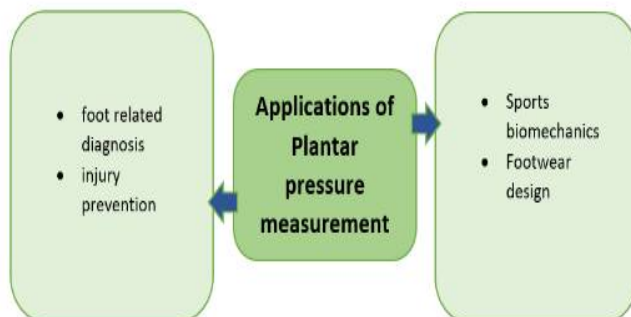 • foot related
diagnosis
• injury
prevention
Applications of
Plantar
pressure
measurement
• Sports
biomechanics
• Footwear
design